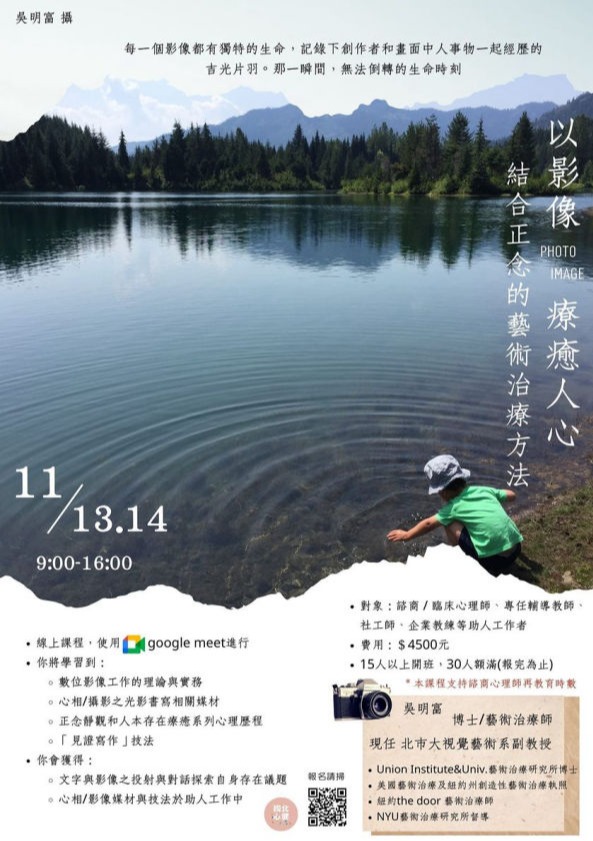 吳明富 攝
每一個影像都有獨特的生命，記錄下創作者和畫面中人事物一起經歷的
吉光片羽。那一瞬間，無法倒轉的生命時刻
以影像 PHOTO IMAGE 療癒人心
結合正念的藝術治療方法
11/13.14
9:00-16:00
• 線上課程，使用 google meet進行
• 你將學習到：
◦ 數位影像工作的理論與實務
◦ 心相/攝影之光影書寫相關媒材
◦ 正念靜觀和人本存在療癒系列心理歷程
◦ 「見證寫作」技法
• 你會獲得：
◦ 文字與影像之投射與對話探索自身存在議題
◦ 心相/影像媒材與技法於助人工作中
• 對象：諮商 / 臨床心理師、專任輔導教師、
社工師、企業教練等助人工作者
• 費用：＄4500元
• 15人以上開班，30人額滿(報完為止)
*本課程支持諮商心理師再教育時數
吳明富
博士/藝術治療師
現任 北市大視覺藝術系副教授
• Union Institute&Univ.藝術治療研究所博士
• 美國藝術治療及紐約州創造性藝術治療執照
• 紐約the door 藝術治療師
• NYU藝術治療研究所督導
報名請掃